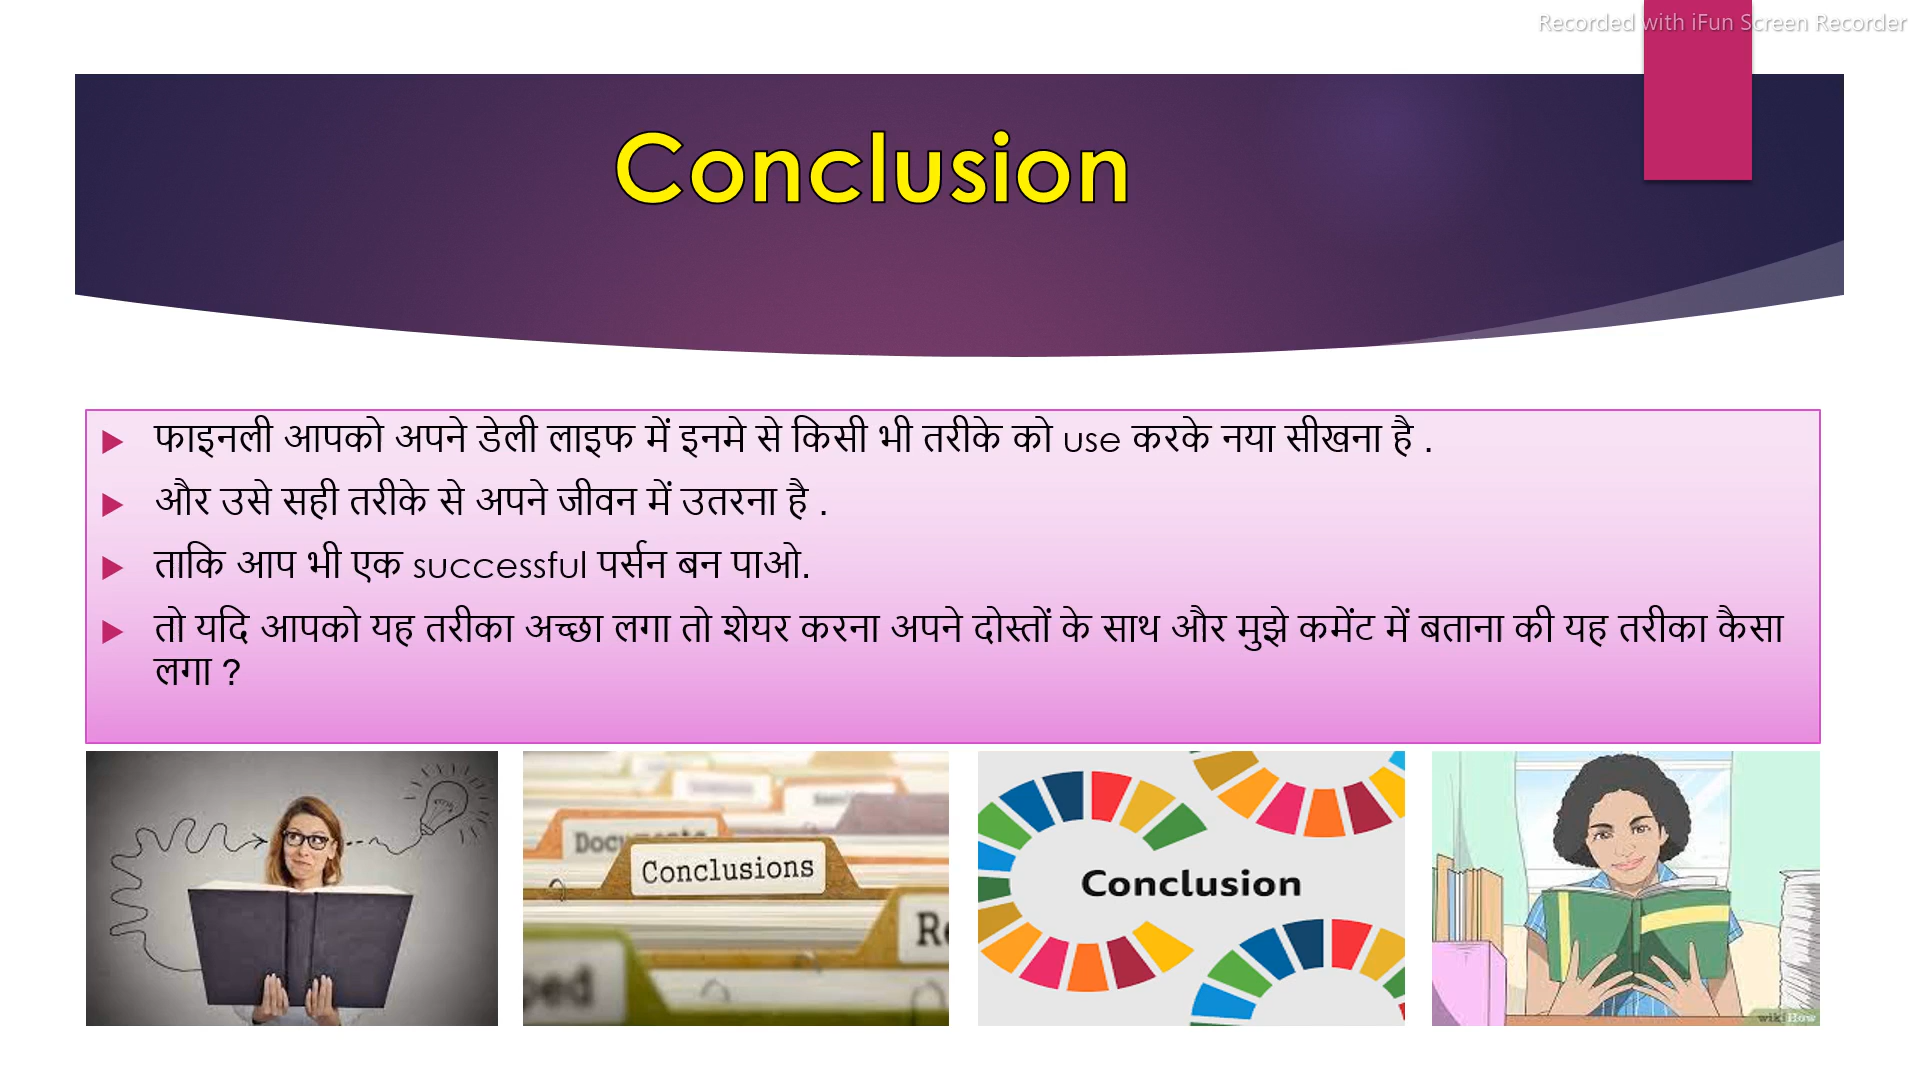 Recorded with iFun Screen Recorder
Conclusion
फाइनली आपको अपने डेली लाइफ में इनमे से किसी भी तरीके को use करके नया सीखना है .
और उसे सही तरीके से अपने जीवन में उतरना है .
ताकि आप भी एक successful पर्सन बन पाओ.
तो यदि आपको यह तरीका अच्छा लगा तो शेयर करना अपने दोस्तों के साथ और मुझे कमेंट में बताना की यह तरीका कैसा
लगा ?
Conclusions
Conclusion
wikiHow